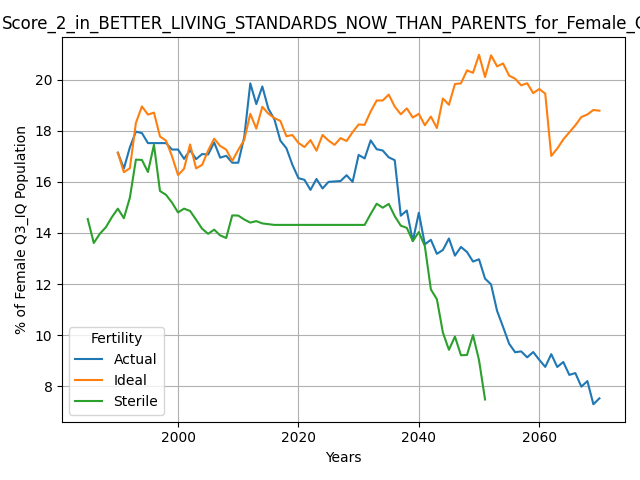 Score_2_in_BETTER_LIVING_STANDARDS_NOW_THAN_PARENTS_for_Female_
% of Female Q3_IQ Population
20
18
16
14
12
10
8
Fertility
Actual
Ideal
Sterile
2000
2020
2040
2060
Years